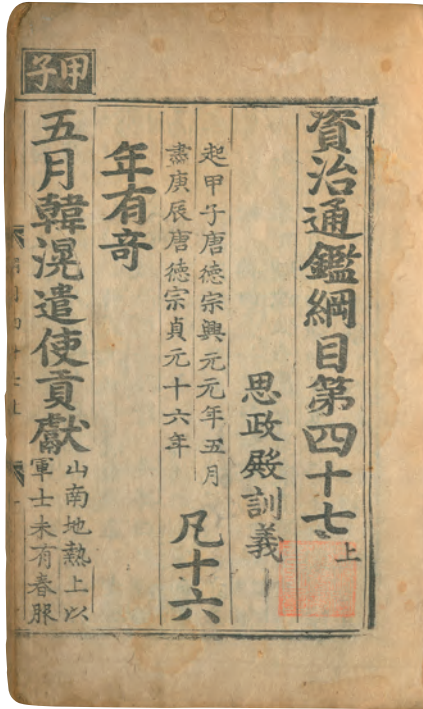 資治通鑑綱目第四十七上
思政殿訓義
起甲子唐德宗興元元年五月
盡庚辰唐德宗貞元十六年
凡十六
年有奇
甲子
五月韓滉遣使貢獻
山南地熱上以
軍士未有春服